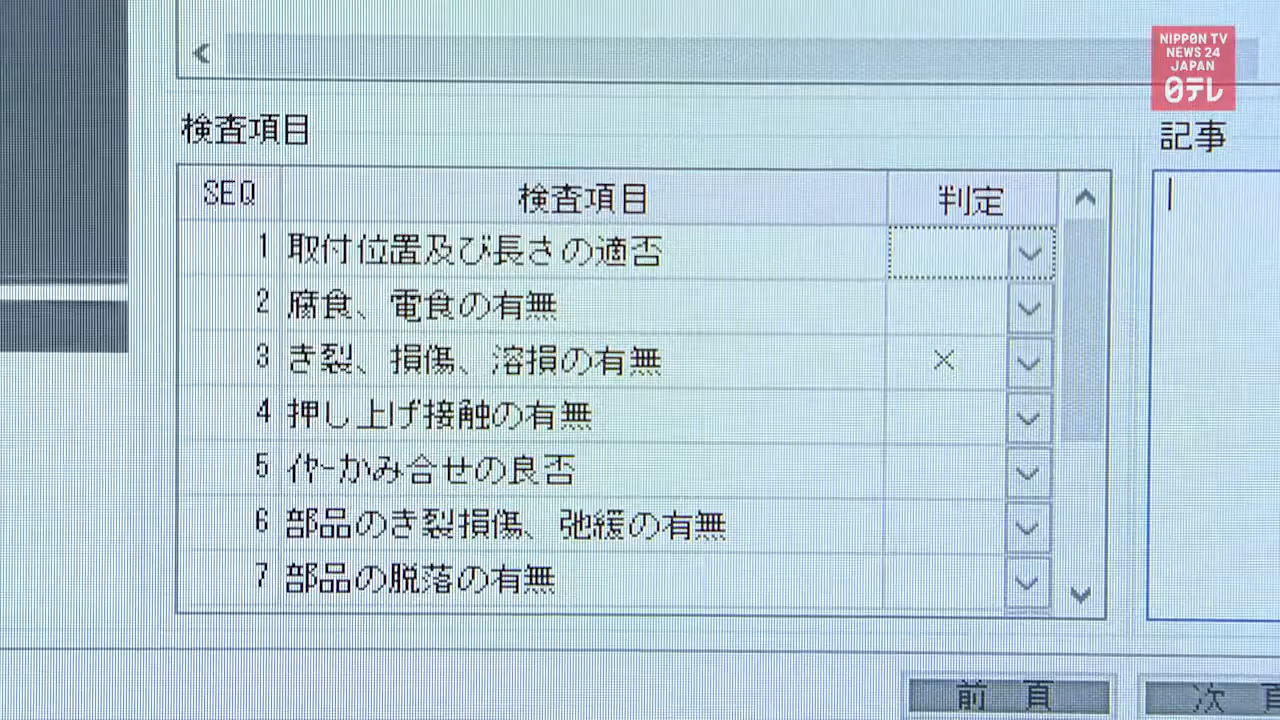 NIPPON TV
NEWS 24
JAPAN
日テレ
検査項目
記事
SEQ 検査項目 判定
1 取付位置及び長さの適否
2 腐食、電食の有無
3 き裂、損傷、溶損の有無 ×
4 押し上げ接触の有無
5 ｲﾔｰかみ合せの良否
6 部品のき裂損傷、弛緩の有無
7 部品の脱落の有無
前 頁
次 頁